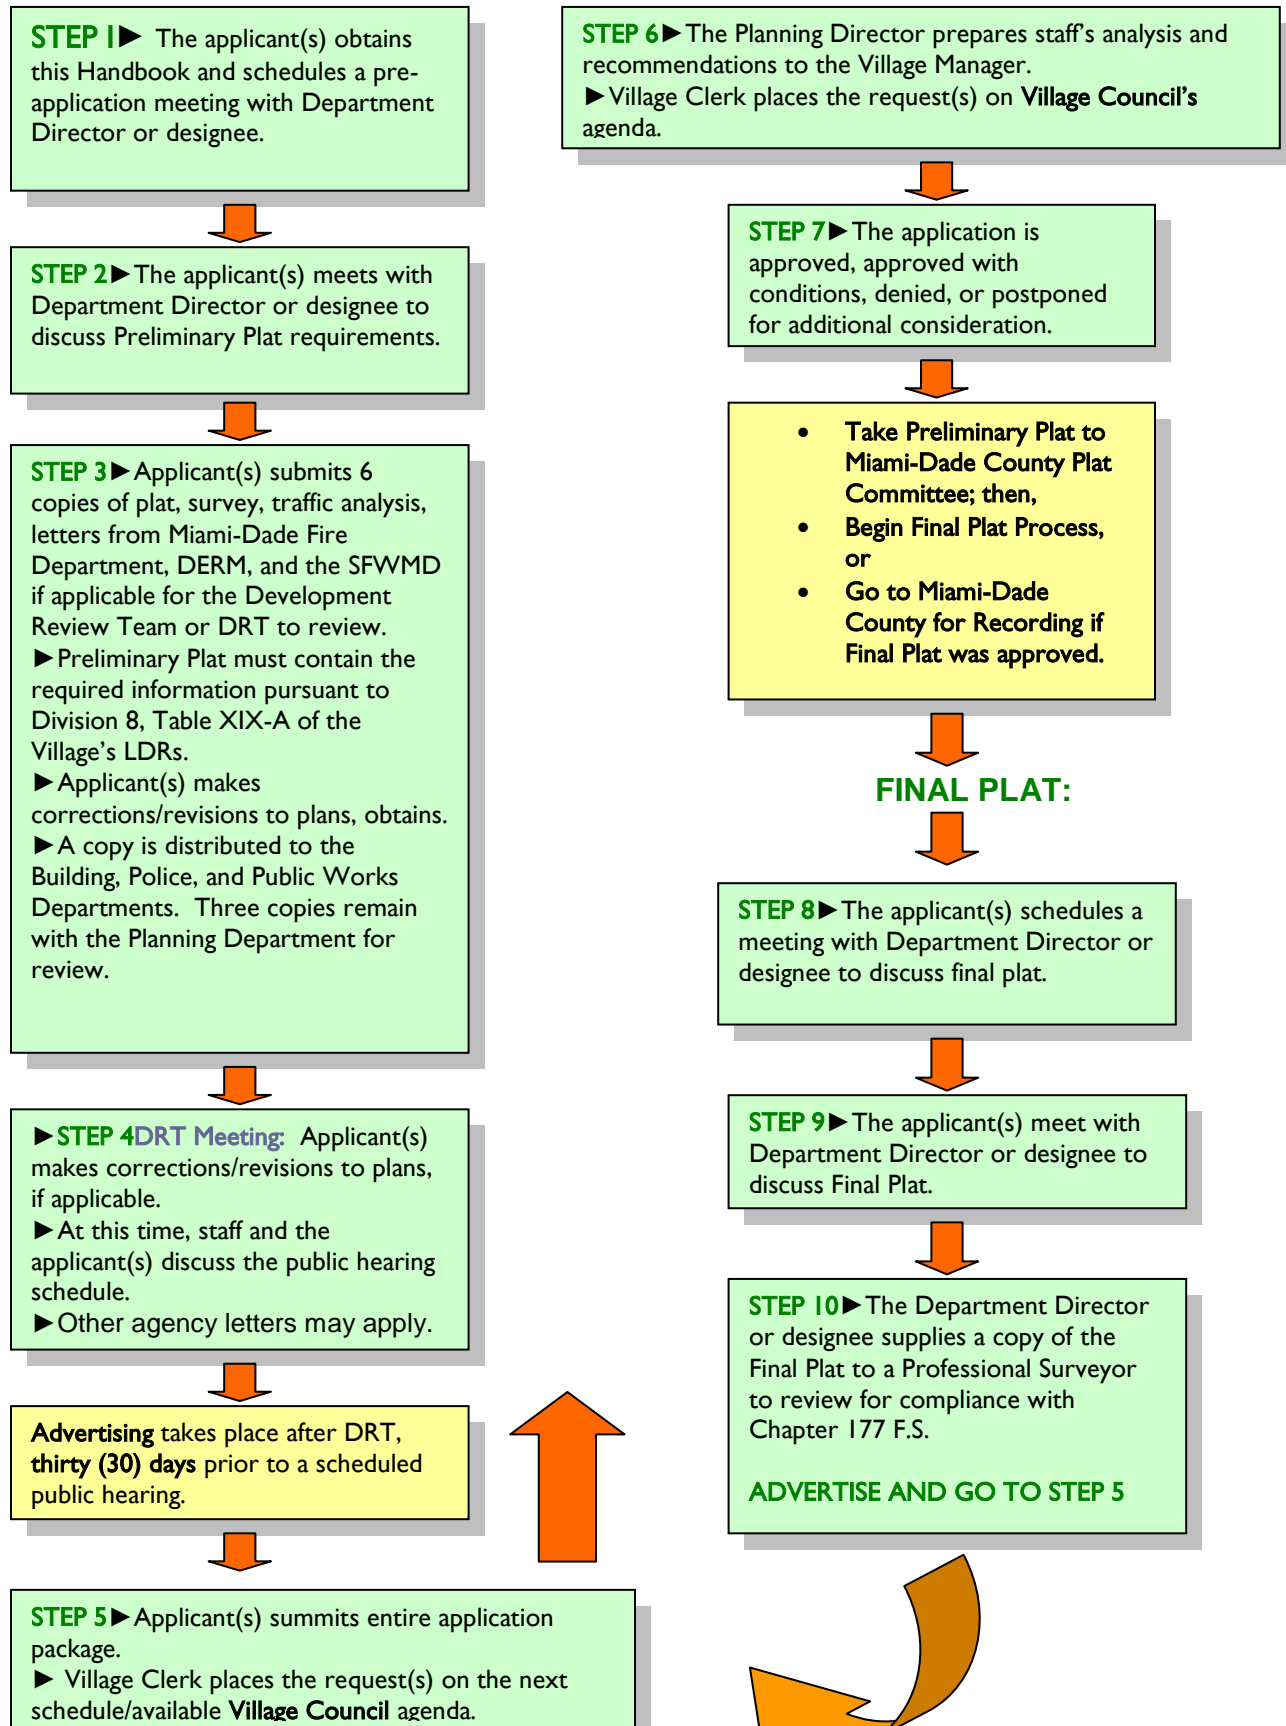 STEP 1► The applicant(s) obtains
this Handbook and schedules a pre-
application meeting with Department
Director or designee.
STEP 2►The applicant(s) meets with
Department Director or designee to
discuss Preliminary Plat requirements.
STEP 3►Applicant(s) submits 6
copies of plat, survey, traffic analysis,
letters from Miami-Dade Fire
Department, DERM, and the SFWMD
if applicable for the Development
Review Team or DRT to review.
►Preliminary Plat must contain the
required information pursuant to
Division 8, Table XIX-A of the
Village's LDRs.
►Applicant(s) makes
corrections/revisions to plans, obtains.
►A copy is distributed to the
Building, Police, and Public Works
Departments. Three copies remain
with the Planning Department for
review.
►STEP 4DRT Meeting: Applicant(s)
makes corrections/revisions to plans,
if applicable.
►At this time, staff and the
applicant(s) discuss the public hearing
schedule.
►Other agency letters may apply.
Advertising takes place after DRT,
thirty (30) days prior to a scheduled
public hearing.
STEP 5►Applicant(s) summits entire application
package.
► Village Clerk places the request(s) on the next
schedule/available Village Council agenda.
STEP 6►The Planning Director prepares staff's analysis and
recommendations to the Village Manager.
►Village Clerk places the request(s) on Village Council's
agenda.
STEP 7►The application is
approved, approved with
conditions, denied, or postponed
for additional consideration.
• Take Preliminary Plat to
Miami-Dade County Plat
Committee; then,
• Begin Final Plat Process,
or
• Go to Miami-Dade
County for Recording if
Final Plat was approved.
FINAL PLAT:
STEP 8►The applicant(s) schedules a
meeting with Department Director or
designee to discuss final plat.
STEP 9►The applicant(s) meet with
Department Director or designee to
discuss Final Plat.
STEP 10►The Department Director
or designee supplies a copy of the
Final Plat to a Professional Surveyor
to review for compliance with
Chapter 177 F.S.
ADVERTISE AND GO TO STEP 5